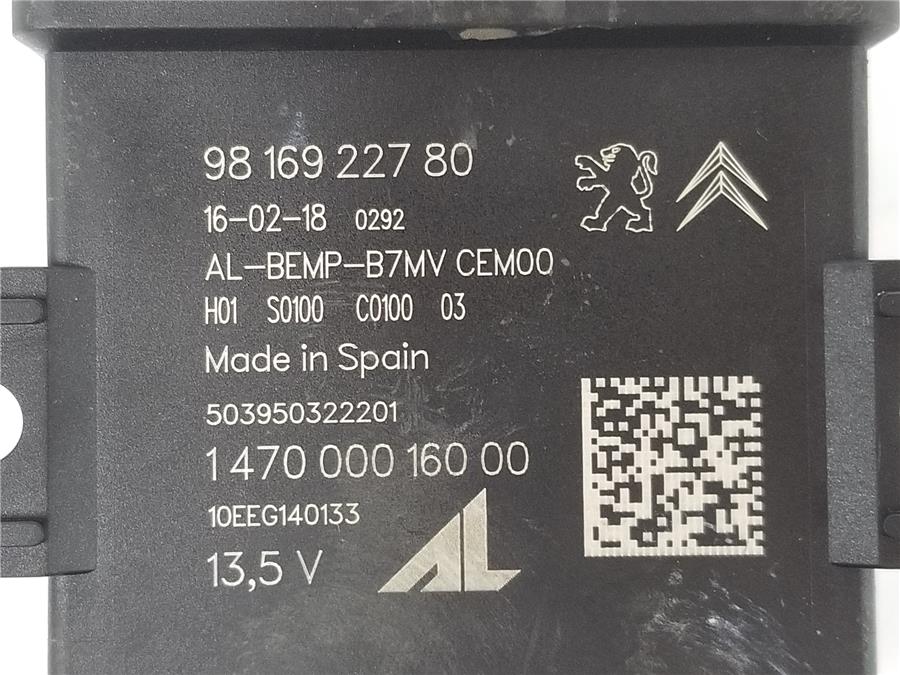 98 169 227 80
16-02-18 0292
AL-BEMP-B7MV CEM00
H01 S0100 C0100 03
Made in Spain
503950322201
1 470 000 160 00
10EEG140133
13,5 V AL